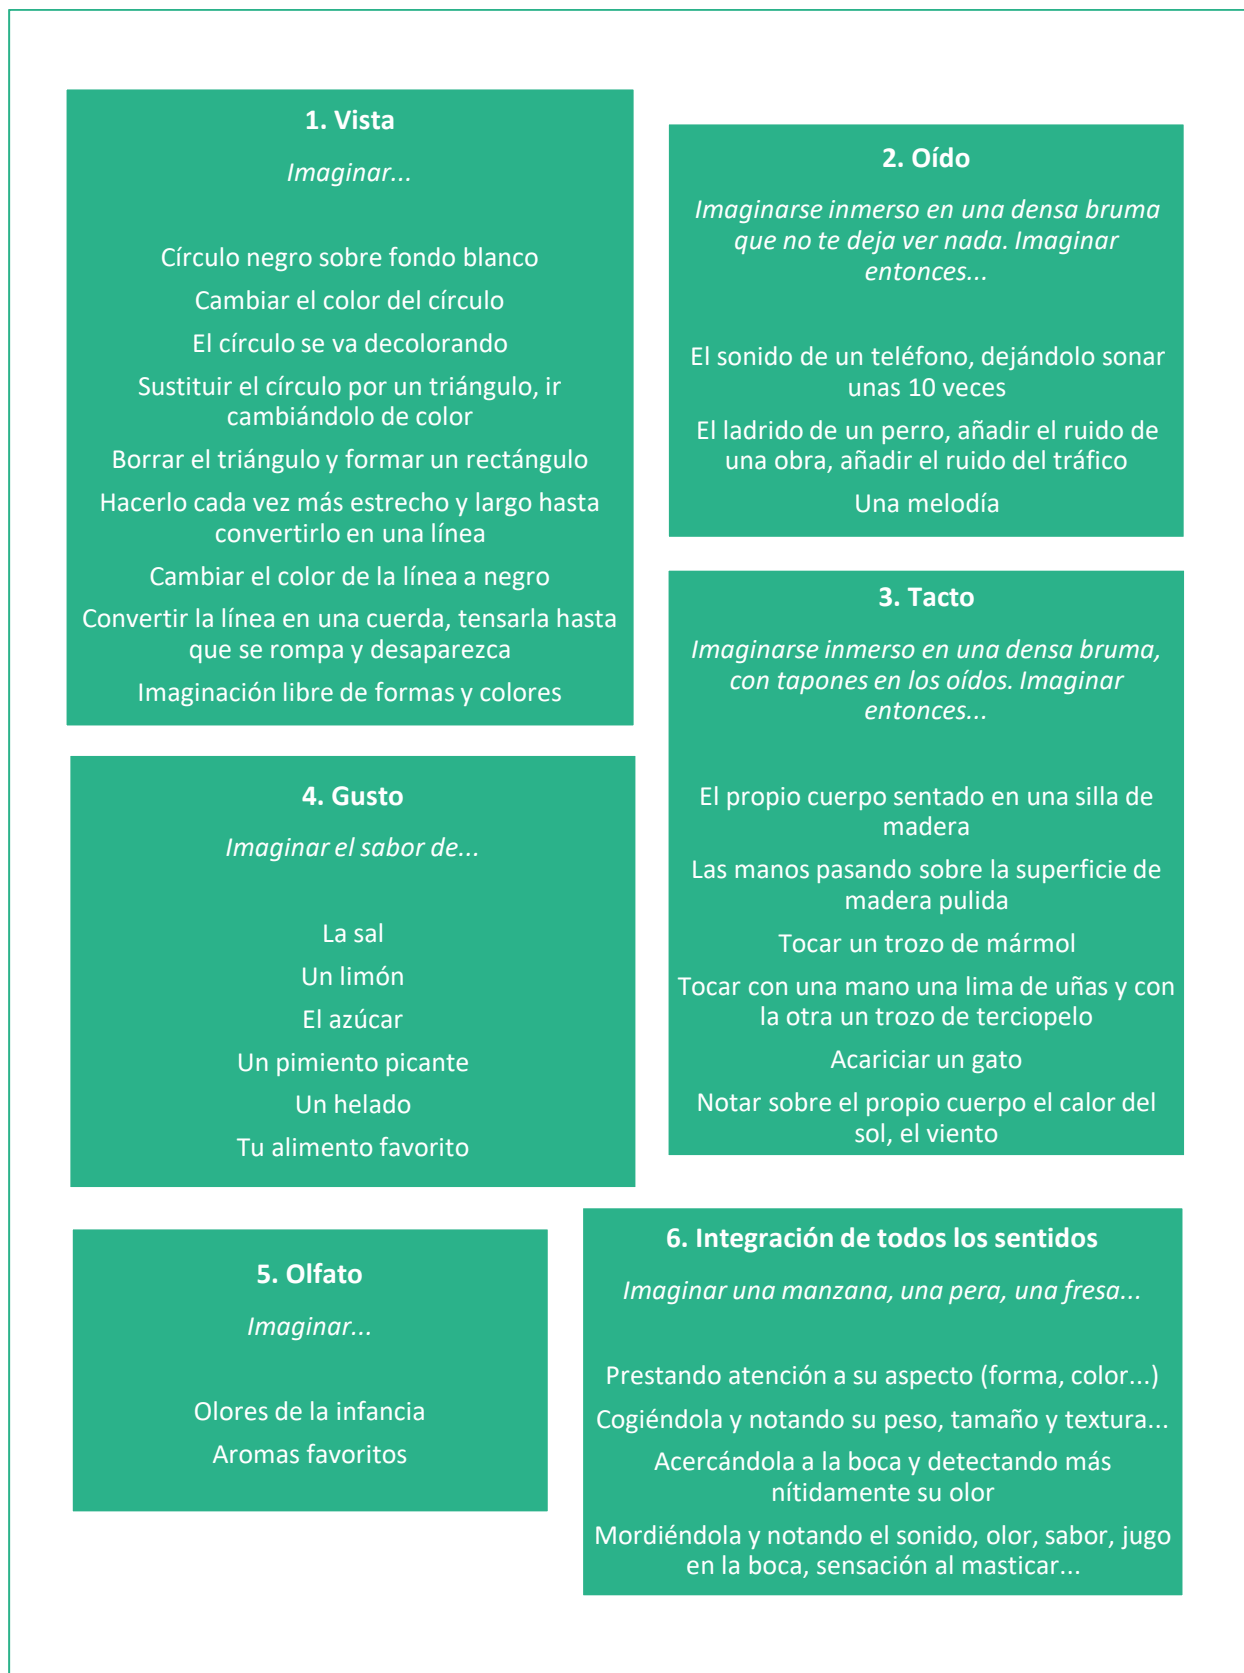 1. Vista
Imaginar...
Círculo negro sobre fondo blanco
Cambiar el color del círculo
El círculo se va decolorando
Sustituir el círculo por un triángulo, ir
cambiándolo de color
Borrar el triángulo y formar un rectángulo
Hacerlo cada vez más estrecho y largo hasta
convertirlo en una línea
Cambiar el color de la línea a negro
Convertir la línea en una cuerda, tensarla hasta
que se rompa y desaparezca
Imaginación libre de formas y colores
2. Oído
Imaginarse inmerso en una densa bruma
que no te deja ver nada. Imaginar
entonces...
El sonido de un teléfono, dejándolo sonar
unas 10 veces
El ladrido de un perro, añadir el ruido de
una obra, añadir el ruido del tráfico
Una melodía
3. Tacto
Imaginarse inmerso en una densa bruma,
con tapones en los oídos. Imaginar
entonces...
El propio cuerpo sentado en una silla de
madera
Las manos pasando sobre la superficie de
madera pulida
Tocar un trozo de mármol
Tocar con una mano una lima de uñas y con
la otra un trozo de terciopelo
Acariciar un gato
Notar sobre el propio cuerpo el calor del
sol, el viento
4. Gusto
Imaginar el sabor de...
La sal
Un limón
El azúcar
Un pimiento picante
Un helado
Tu alimento favorito
5. Olfato
Imaginar...
Olores de la infancia
Aromas favoritos
6. Integración de todos los sentidos
Imaginar una manzana, una pera, una fresa...
Prestando atención a su aspecto (forma, color...)
Cogiéndola y notando su peso, tamaño y textura...
Acercándola a la boca y detectando más
nítidamente su olor
Mordiéndola y notando el sonido, olor, sabor, jugo
en la boca, sensación al masticar...